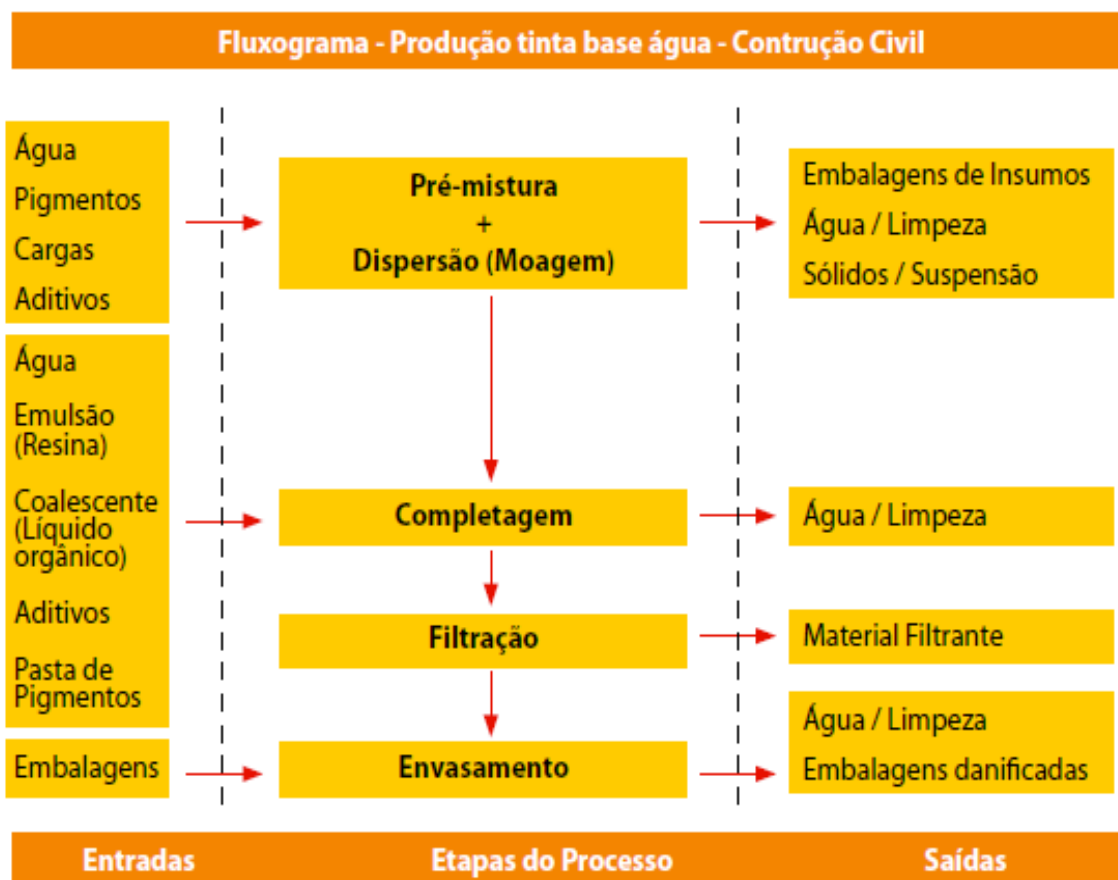 Fluxograma - Produção tinta base água - Contrução Civil
Água
Pigmentos
Cargas
Aditivos
Pré-mistura
+
Dispersão (Moagem)
Embalagens de Insumos
Água / Limpeza
Sólidos / Suspensão
Água
Emulsão
(Resina)
Coalescente
(Líquido
orgânico)
Aditivos
Pasta de
Pigmentos
Completagem
Água / Limpeza
Filtração
Material Filtrante
Embalagens
Envasamento
Água / Limpeza
Embalagens danificadas
Entradas
Etapas do Processo
Saídas